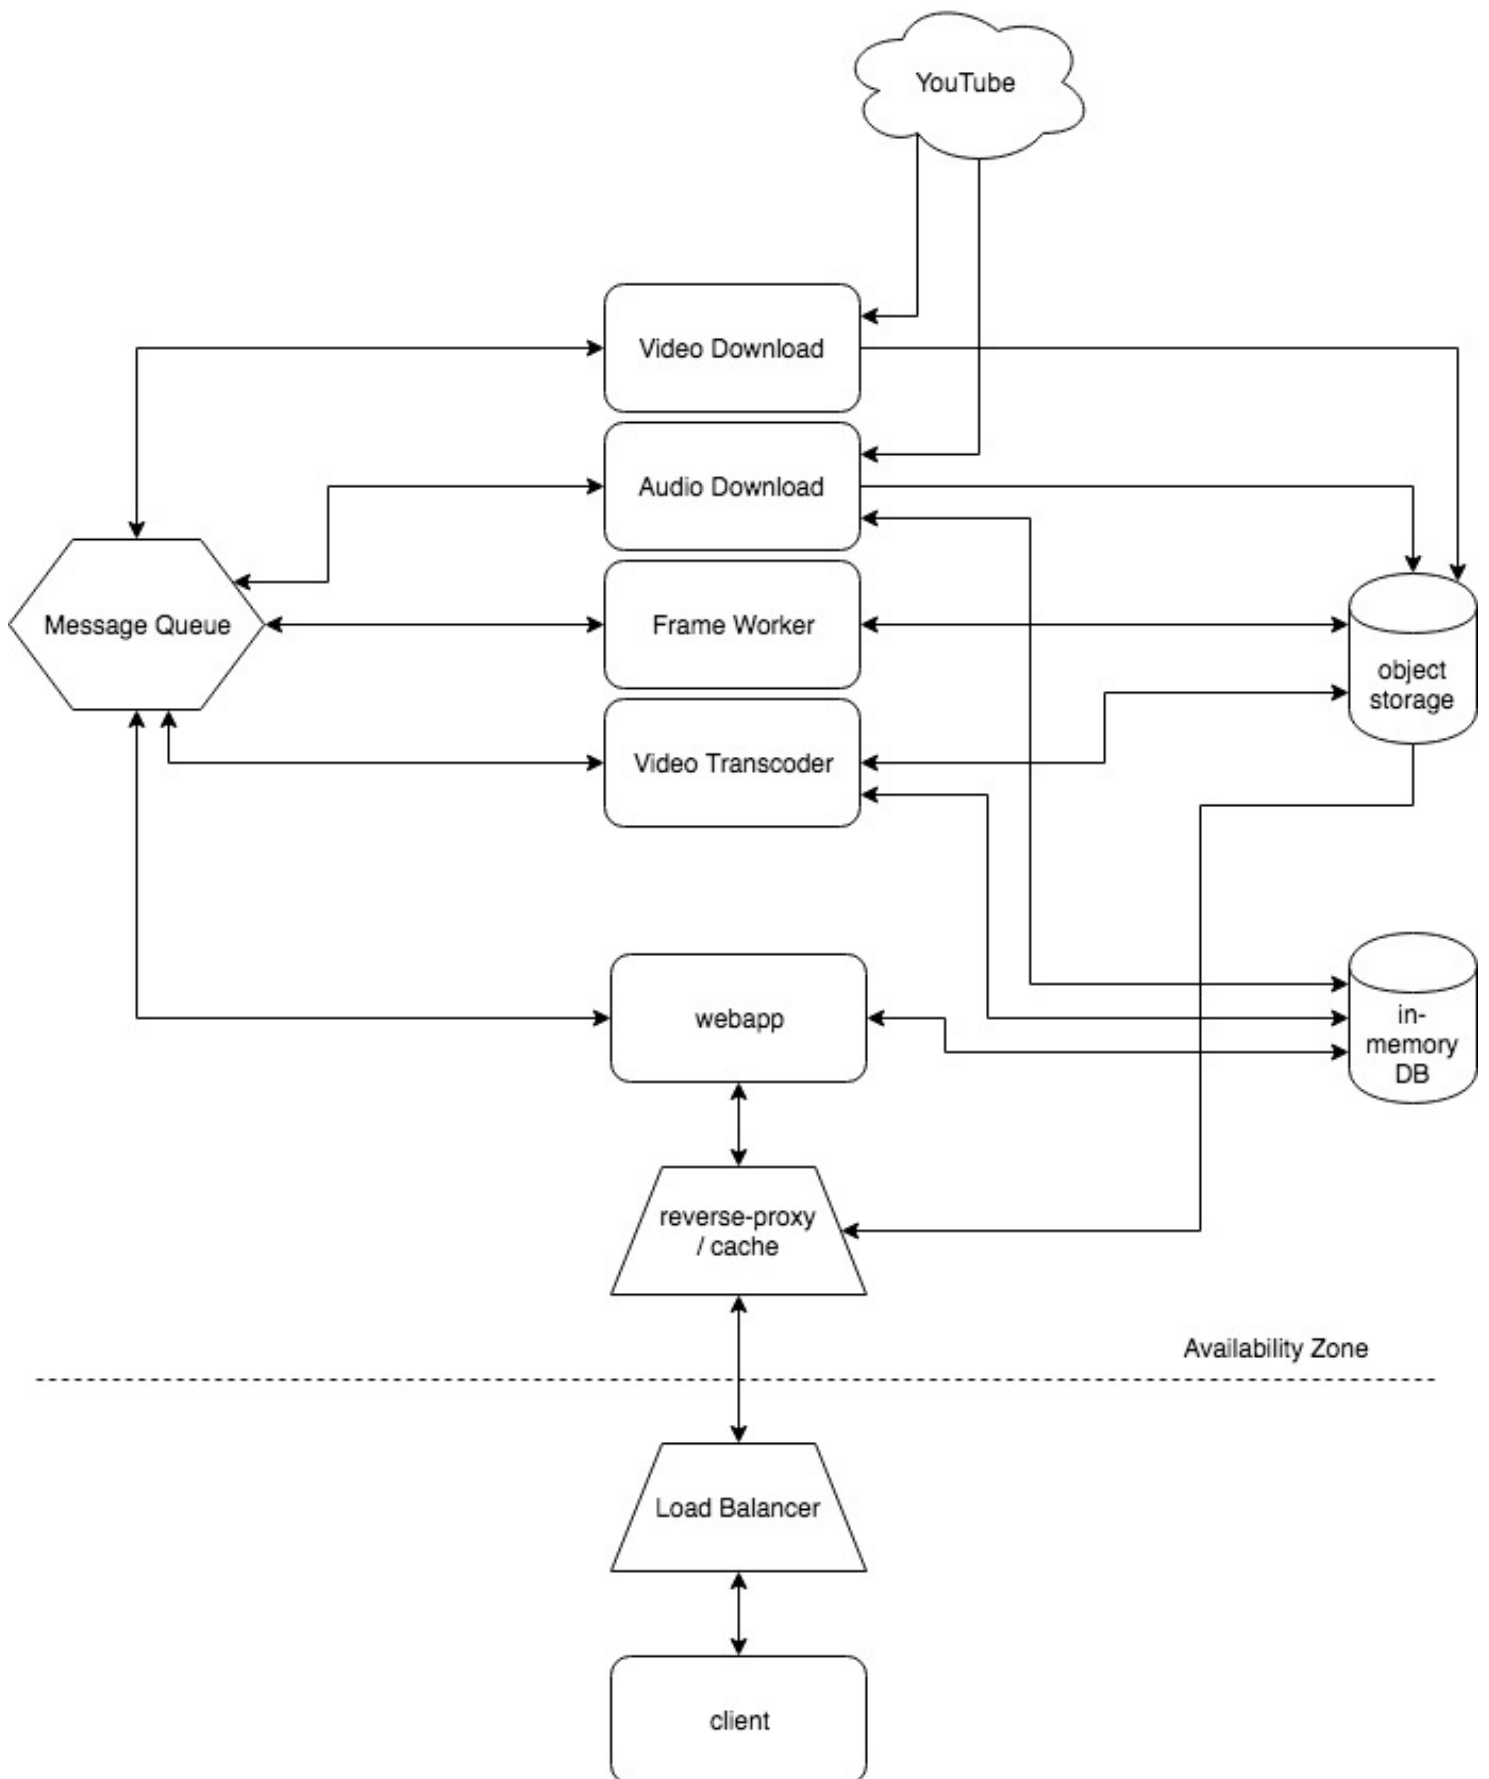 YouTube
Video Download
Audio Download
Message Queue
Frame Worker
object
storage
Video Transcoder
webapp
in-
memory
DB
reverse-proxy
/ cache
Availability Zone
Load Balancer
client